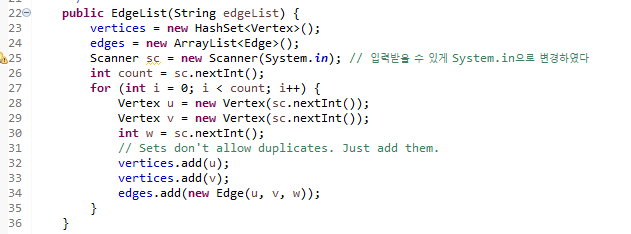 22 public EdgeList(String edgeList) {
23 vertices = new HashSet<Vertex>();
24 edges = new ArrayList<Edge>();
25 Scanner sc = new Scanner(System.in); // 입력받을 수 있게 System.in으로 변경하였다
26 int count = sc.nextInt();
27 for (int i = 0; i < count; i++) {
28 Vertex u = new Vertex(sc.nextInt());
29 Vertex v = new Vertex(sc.nextInt());
30 int w = sc.nextInt();
31 // Sets don't allow duplicates. Just add them.
32 vertices.add(u);
33 vertices.add(v);
34 edges.add(new Edge(u, v, w));
35 }
36 }